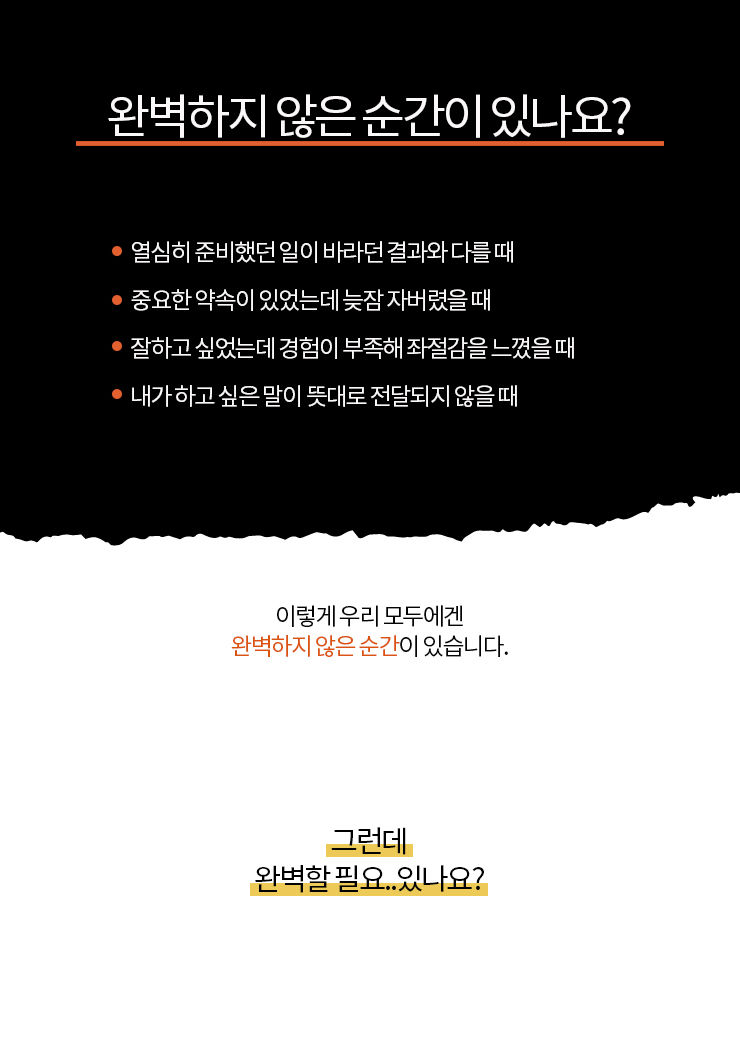 완벽하지 않은 순간이 있나요?
열심히 준비했던 일이 바라던 결과와 다를 때
중요한 약속이 있었는데 늦잠 자버렸을 때
잘하고 싶었는데 경험이 부족해 좌절감을 느꼈을 때
내가 하고 싶은 말이 뜻대로 전달되지 않을 때
이렇게 우리 모두에겐
완벽하지 않은 순간이 있습니다.
그런데
완벽할 필요..있나요?